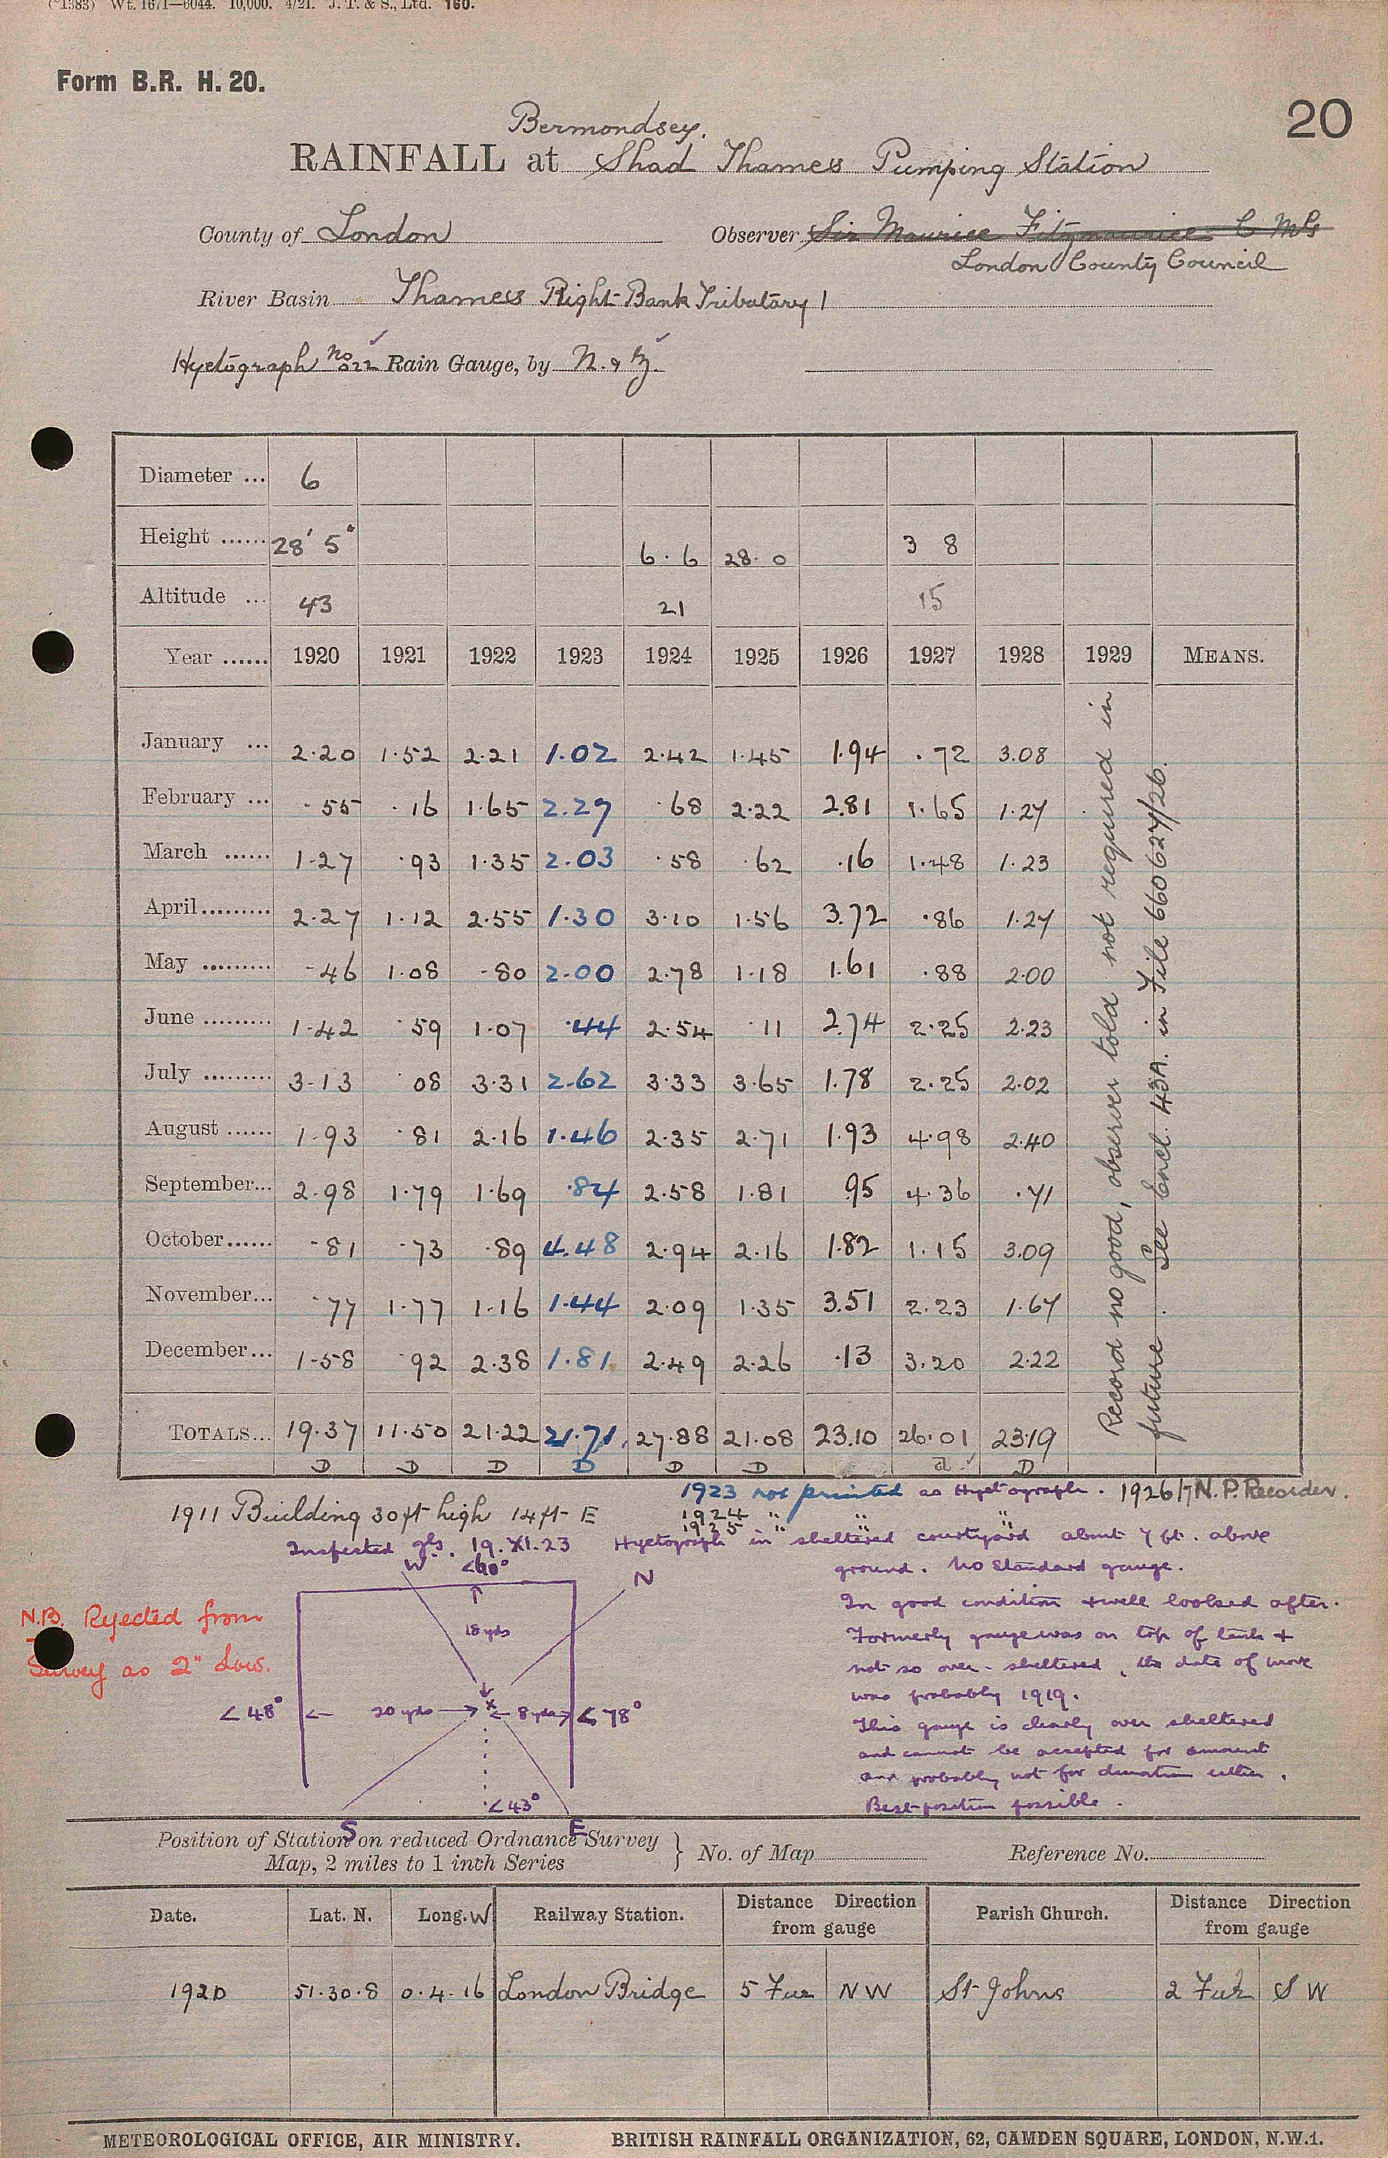 (*1583) Wt. 1671—6044. 10,000. 4/21. J. T. & S., Ltd. 160.
Form B.R. H. 20.
20
Bermondsey.
RAINFALL at Shad Thames Pumping Station
County of London Observer Sir Maurice Fitzmaurice C M G
London County Council
River Basin Thames Right Bank Tributary 1
Hyetograph No 022 Rain Gauge, by N. & Z.
Diameter ... 6
Height ...... 28' 5" 6.6 28.0 3 8
Altitude ... 43 21 15
Year ...... 1920 1921 1922 1923 1924 1925 1926 1927 1928 1929 MEANS.
January ... 2.20 1.52 2.21 1.02 2.42 1.45 1.94 .72 3.08
February ... .55 .16 1.65 2.29 .68 2.22 2.81 1.65 1.27
March ...... 1.27 .93 1.35 2.03 .58 .62 .16 1.48 1.23
April ......... 2.27 1.12 2.55 1.30 3.10 1.56 3.72 .86 1.27
May ......... .46 1.08 .80 2.00 2.78 1.18 1.61 .88 2.00
June ......... 1.42 .59 1.07 .44 2.54 .11 2.74 2.25 2.23
July ......... 3.13 .08 3.31 2.62 3.33 3.65 1.78 2.25 2.02
August ...... 1.93 .81 2.16 1.46 2.35 2.71 1.93 4.98 2.40
September... 2.98 1.79 1.69 .84 2.58 1.81 .95 4.36 .71
October...... .81 .73 .89 4.48 2.94 2.16 1.82 1.15 3.09
November... .77 1.77 1.16 1.44 2.09 1.35 3.51 2.23 1.67
December... 1.58 .92 2.38 1.81 2.49 2.26 .13 3.20 2.22
TOTALS... 19.37 11.50 21.22 21.71 27.88 21.08 23.10 26.01 23.19
D D D D D D d D
Record no good, observer told not required in
future. See Encl. 43A. in File 660627/26.
1923 not printed as Hyetograph. 1926/7 N.P. Recorder.
1911 Building 30ft high 14ft E
1924 " " "
1925 " " "
Inspected gls. 19.XI.23 Hyetograph in sheltered courtyard about 7 ft. above
ground. No standard gauge.
W <60° N
In good condition & well looked after.
N.B. Rejected from
Survey as 2" low.
18 yds
Formerly gauge was on top of tank &
not so over-sheltered, the date of move
was probably 1919.
<48° 20 yds x 8 yds <78°
This gauge is clearly over sheltered
and cannot be accepted for amount
and probably not for duration either.
Best position possible.
<43°
S E
Position of Station on reduced Ordnance Survey
Map, 2 miles to 1 inch Series } No. of Map Reference No.
Date. Lat. N. Long. W Railway Station. Distance Direction from gauge Parish Church. Distance Direction from gauge
1920 51.30.8 0.4.16 London Bridge 5 Fur NW St Johns 2 Fur S W
METEOROLOGICAL OFFICE, AIR MINISTRY. BRITISH RAINFALL ORGANIZATION, 62, CAMDEN SQUARE, LONDON, N.W.1.